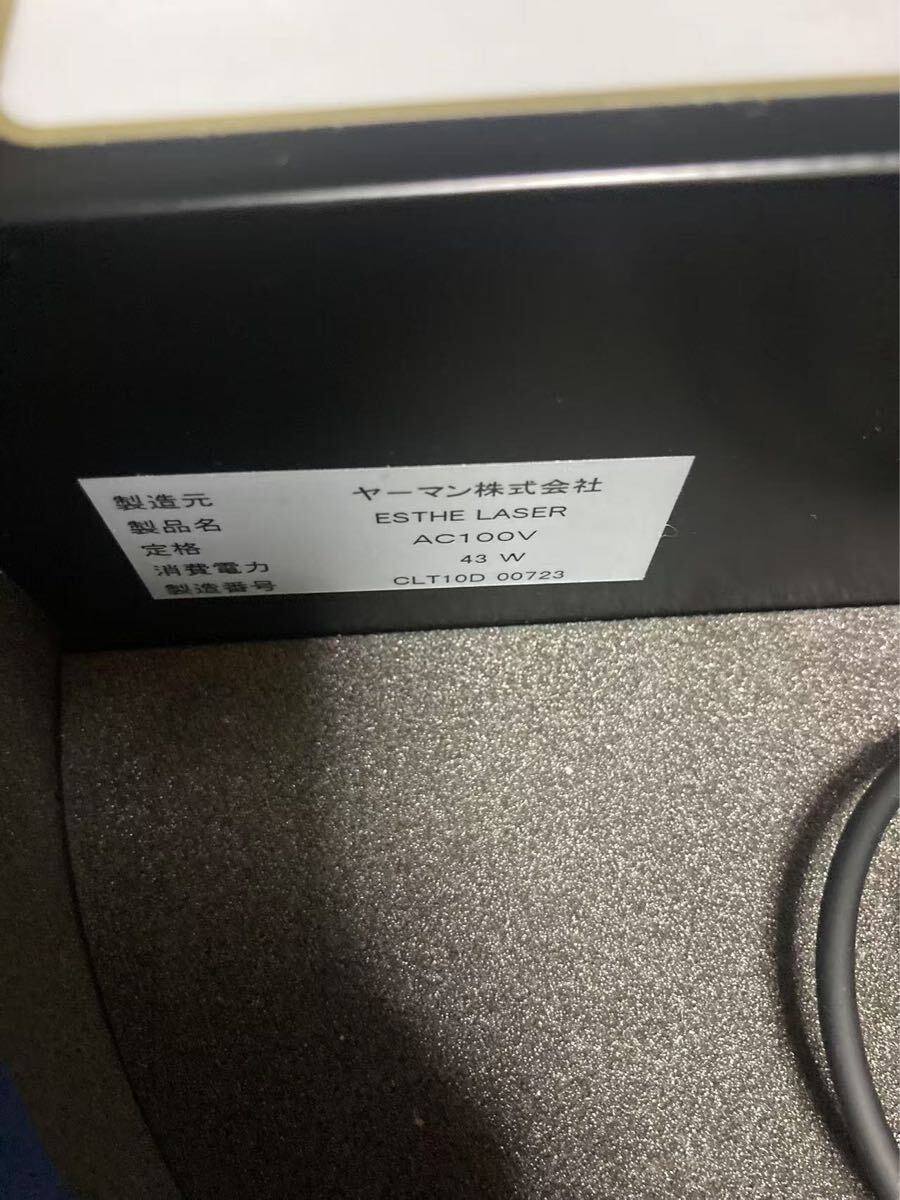 製造元 ヤーマン株式会社
製品名 ESTHE LASER
定格 AC100V
消費電力 43 W
製造番号 CLT10D 00723